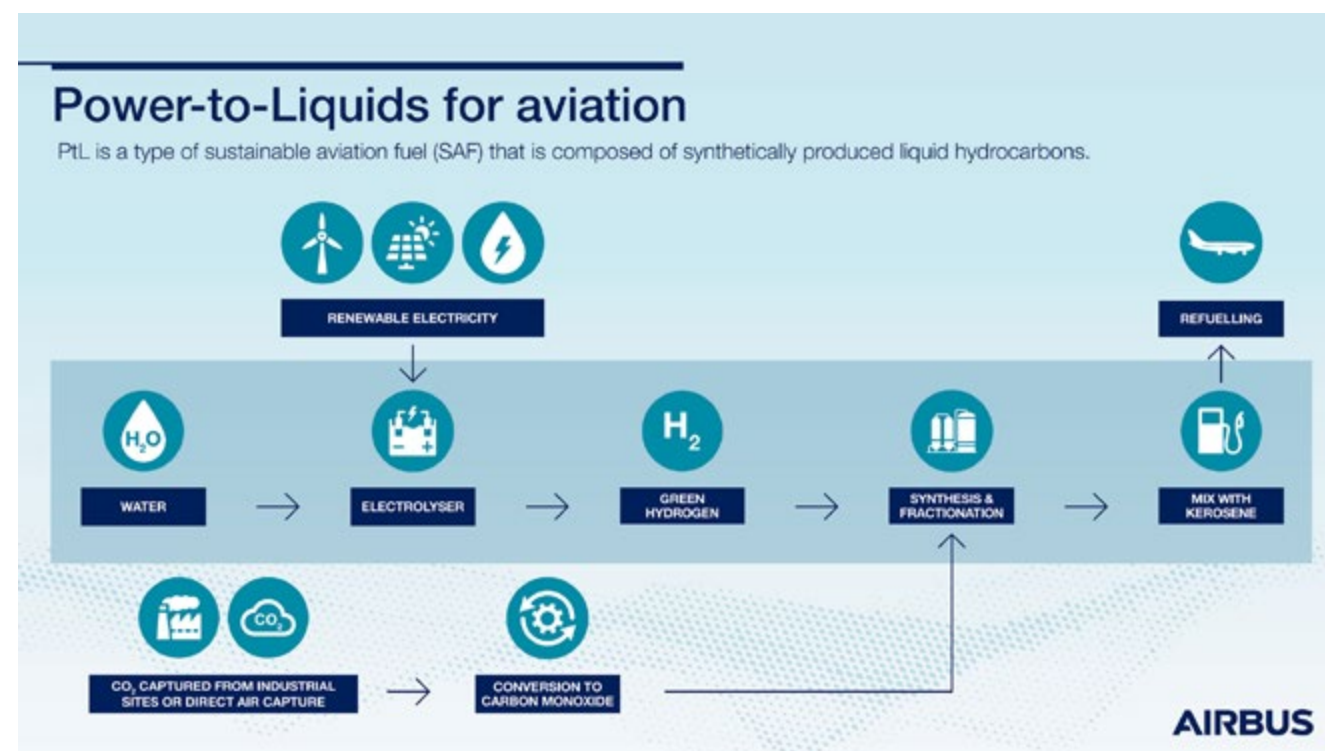 Power-to-Liquids for aviation
PtL is a type of sustainable aviation fuel (SAF) that is composed of synthetically produced liquid hydrocarbons.
RENEWABLE ELECTRICITY
REFUELLING
H₂O
H₂
WATER
ELECTROLYSER
GREEN
HYDROGEN
SYNTHESIS &
FRACTIONATION
MIX WITH
KEROSENE
CO₂
CO₂ CAPTURED FROM INDUSTRIAL
SITES OR DIRECT AIR CAPTURE
CONVERSION TO
CARBON MONOXIDE
AIRBUS